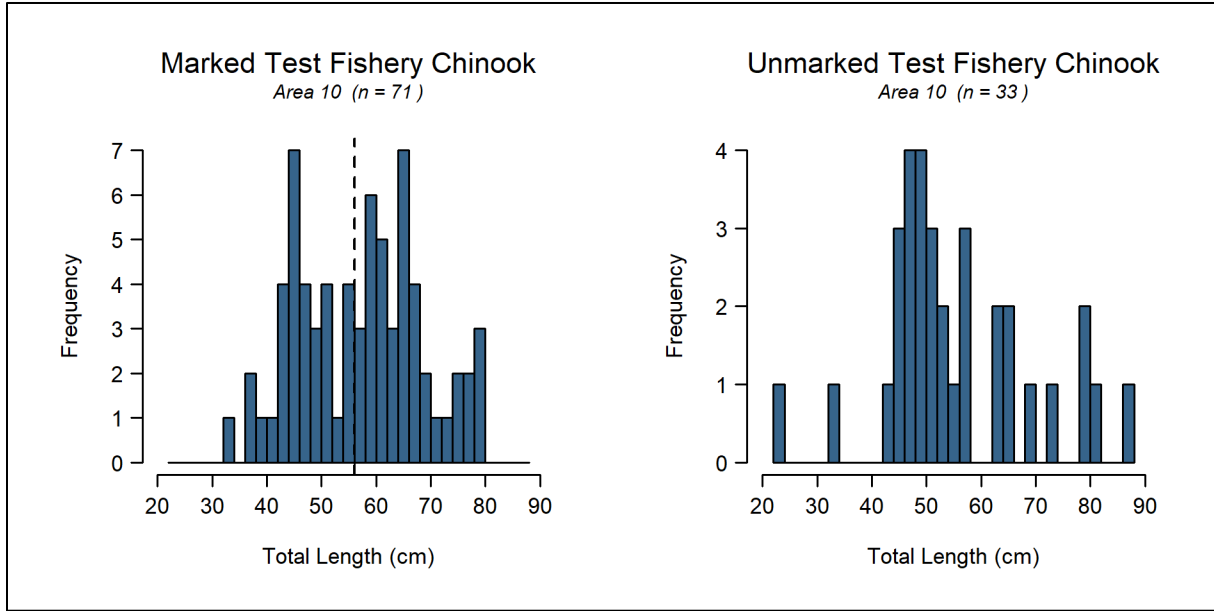 Marked Test Fishery Chinook
Area 10 (n = 71 )
7
6
5
4
3
2
1
0
Frequency
20 30 40 50 60 70 80 90
Total Length (cm)
Unmarked Test Fishery Chinook
Area 10 (n = 33 )
4
3
2
1
0
Frequency
20 30 40 50 60 70 80 90
Total Length (cm)